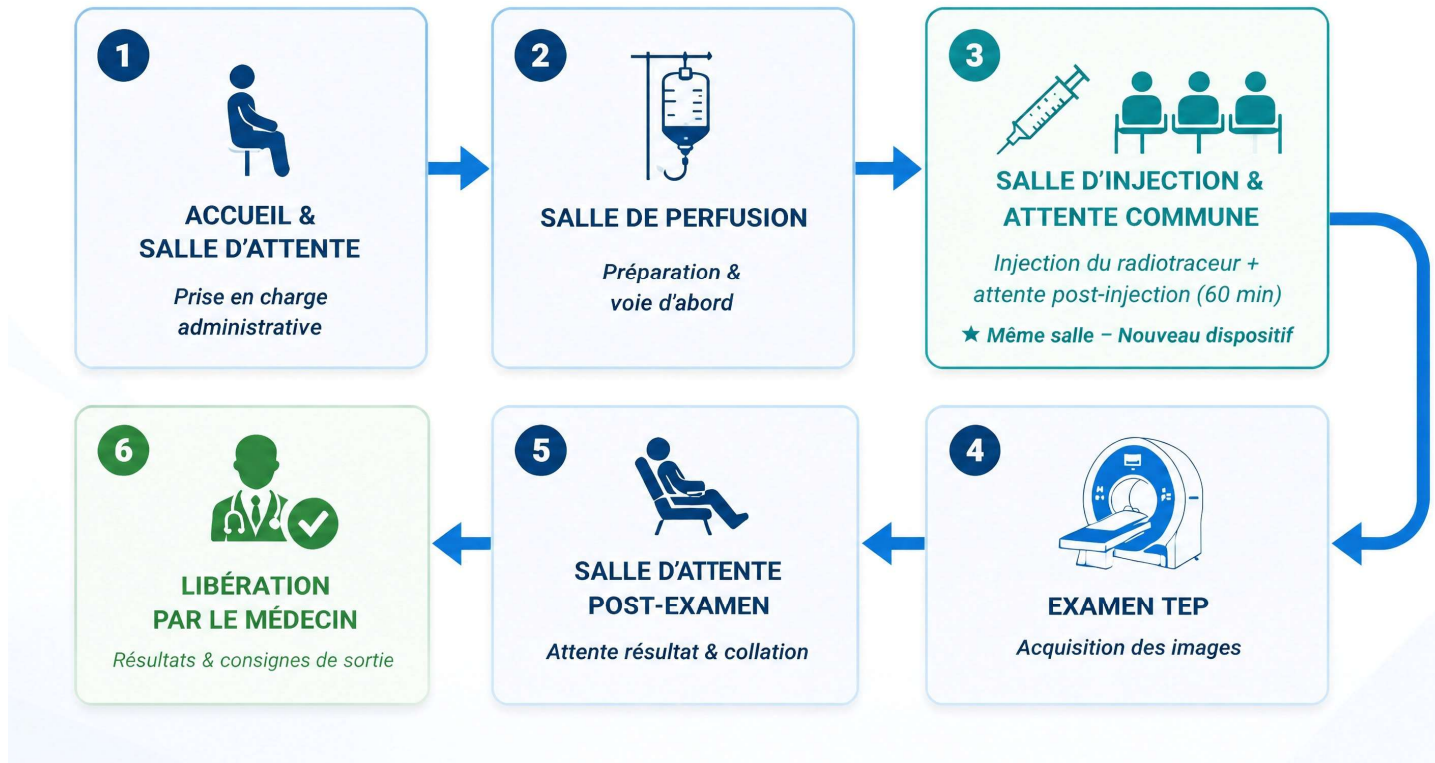 1
ACCUEIL &
SALLE D'ATTENTE
Prise en charge
administrative
2
SALLE DE PERFUSION
Préparation &
voie d'abord
3
SALLE D'INJECTION &
ATTENTE COMMUNE
Injection du radiotraceur +
attente post-injection (60 min)
★ Même salle – Nouveau dispositif
4
EXAMEN TEP
Acquisition des images
5
SALLE D'ATTENTE
POST-EXAMEN
Attente résultat & collation
6
LIBÉRATION
PAR LE MÉDECIN
Résultats & consignes de sortie